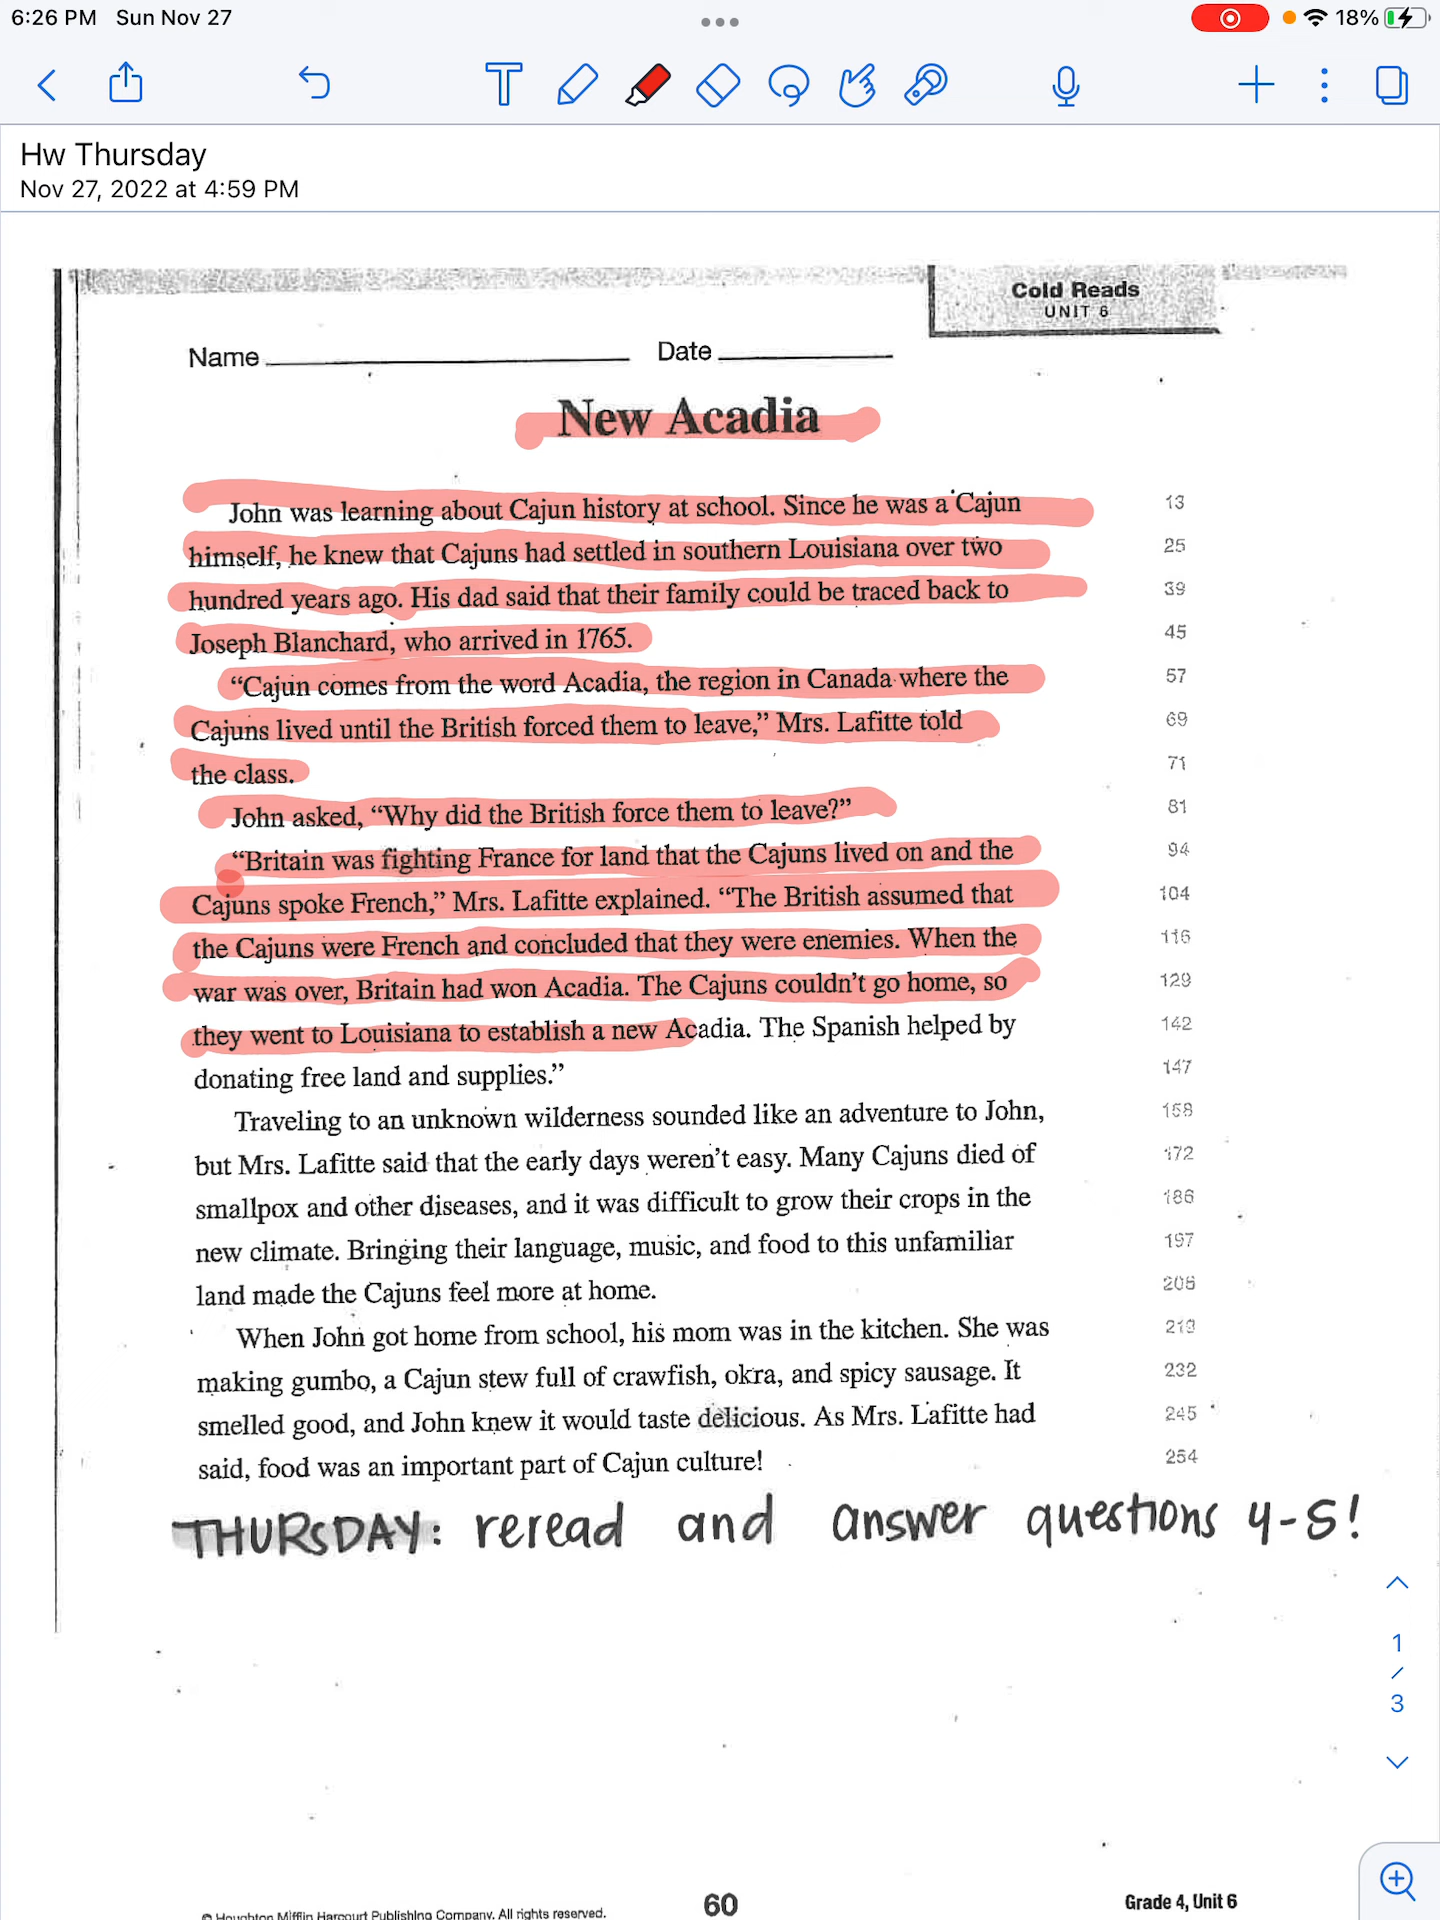 6:26 PM Sun Nov 27
18%
Hw Thursday
Nov 27, 2022 at 4:59 PM
Cold Reads
UNIT 6
Name Date
New Acadia
John was learning about Cajun history at school. Since he was a Cajun 13
himself, he knew that Cajuns had settled in southern Louisiana over two 25
hundred years ago. His dad said that their family could be traced back to 39
Joseph Blanchard, who arrived in 1765. 45
“Cajun comes from the word Acadia, the region in Canada where the 57
Cajuns lived until the British forced them to leave,” Mrs. Lafitte told 69
the class. 71
John asked, “Why did the British force them to leave?” 81
“Britain was fighting France for land that the Cajuns lived on and the 94
Cajuns spoke French,” Mrs. Lafitte explained. “The British assumed that 104
the Cajuns were French and concluded that they were enemies. When the 116
war was over, Britain had won Acadia. The Cajuns couldn’t go home, so 129
they went to Louisiana to establish a new Acadia. The Spanish helped by 142
donating free land and supplies.” 147
Traveling to an unknown wilderness sounded like an adventure to John, 158
but Mrs. Lafitte said that the early days weren’t easy. Many Cajuns died of 172
smallpox and other diseases, and it was difficult to grow their crops in the 186
new climate. Bringing their language, music, and food to this unfamiliar 197
land made the Cajuns feel more at home. 205
When John got home from school, his mom was in the kitchen. She was 219
making gumbo, a Cajun stew full of crawfish, okra, and spicy sausage. It 232
smelled good, and John knew it would taste delicious. As Mrs. Lafitte had 245
said, food was an important part of Cajun culture! 254
THURSDAY: reread and answer questions 4-5!
1
/
3
© Houghton Mifflin Harcourt Publishing Company. All rights reserved. 60 Grade 4, Unit 6